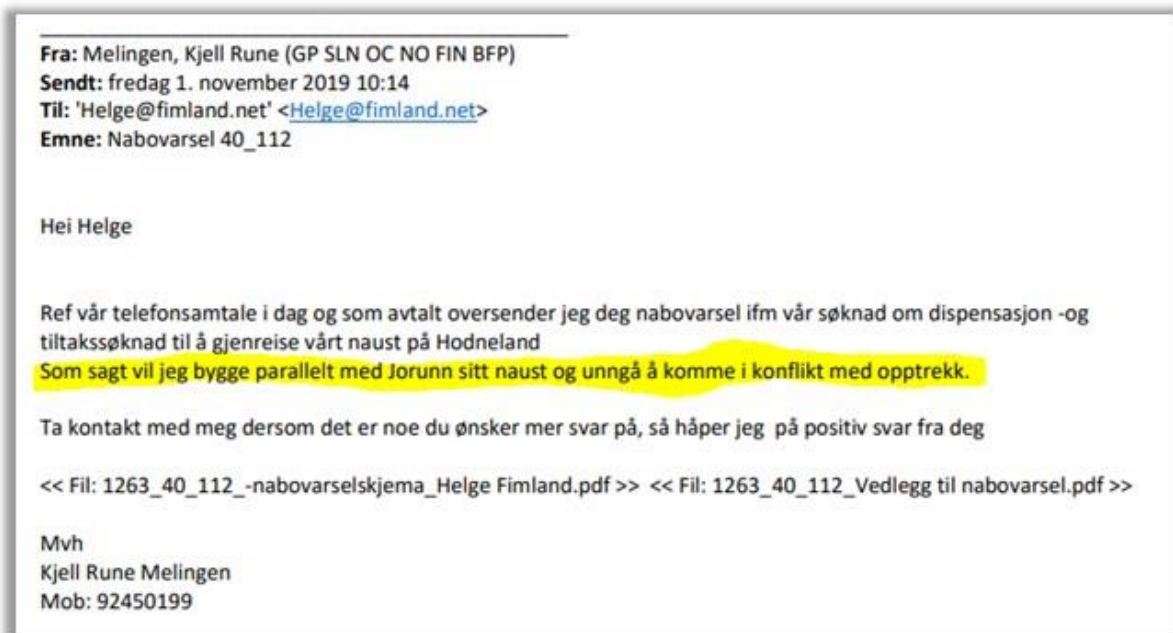 Fra: Melingen, Kjell Rune (GP SLN OC NO FIN BFP)
Sendt: fredag 1. november 2019 10:14
Til: 'Helge@fimland.net' <Helge@fimland.net>
Emne: Nabovarsel 40_112
Hei Helge
Ref vår telefonsamtale i dag og som avtalt oversender jeg deg nabovarsel ifm vår søknad om dispensasjon -og
tiltakssøknad til å gjenreise vårt naust på Hodneland
Som sagt vil jeg bygge parallelt med Jorunn sitt naust og unngå å komme i konflikt med opptrekk.
Ta kontakt med meg dersom det er noe du ønsker mer svar på, så håper jeg  på positiv svar fra deg
<< Fil: 1263_40_112_-nabovarselskjema_Helge Fimland.pdf >>  << Fil: 1263_40_112_Vedlegg til nabovarsel.pdf >>
Mvh
Kjell Rune Melingen
Mob: 92450199